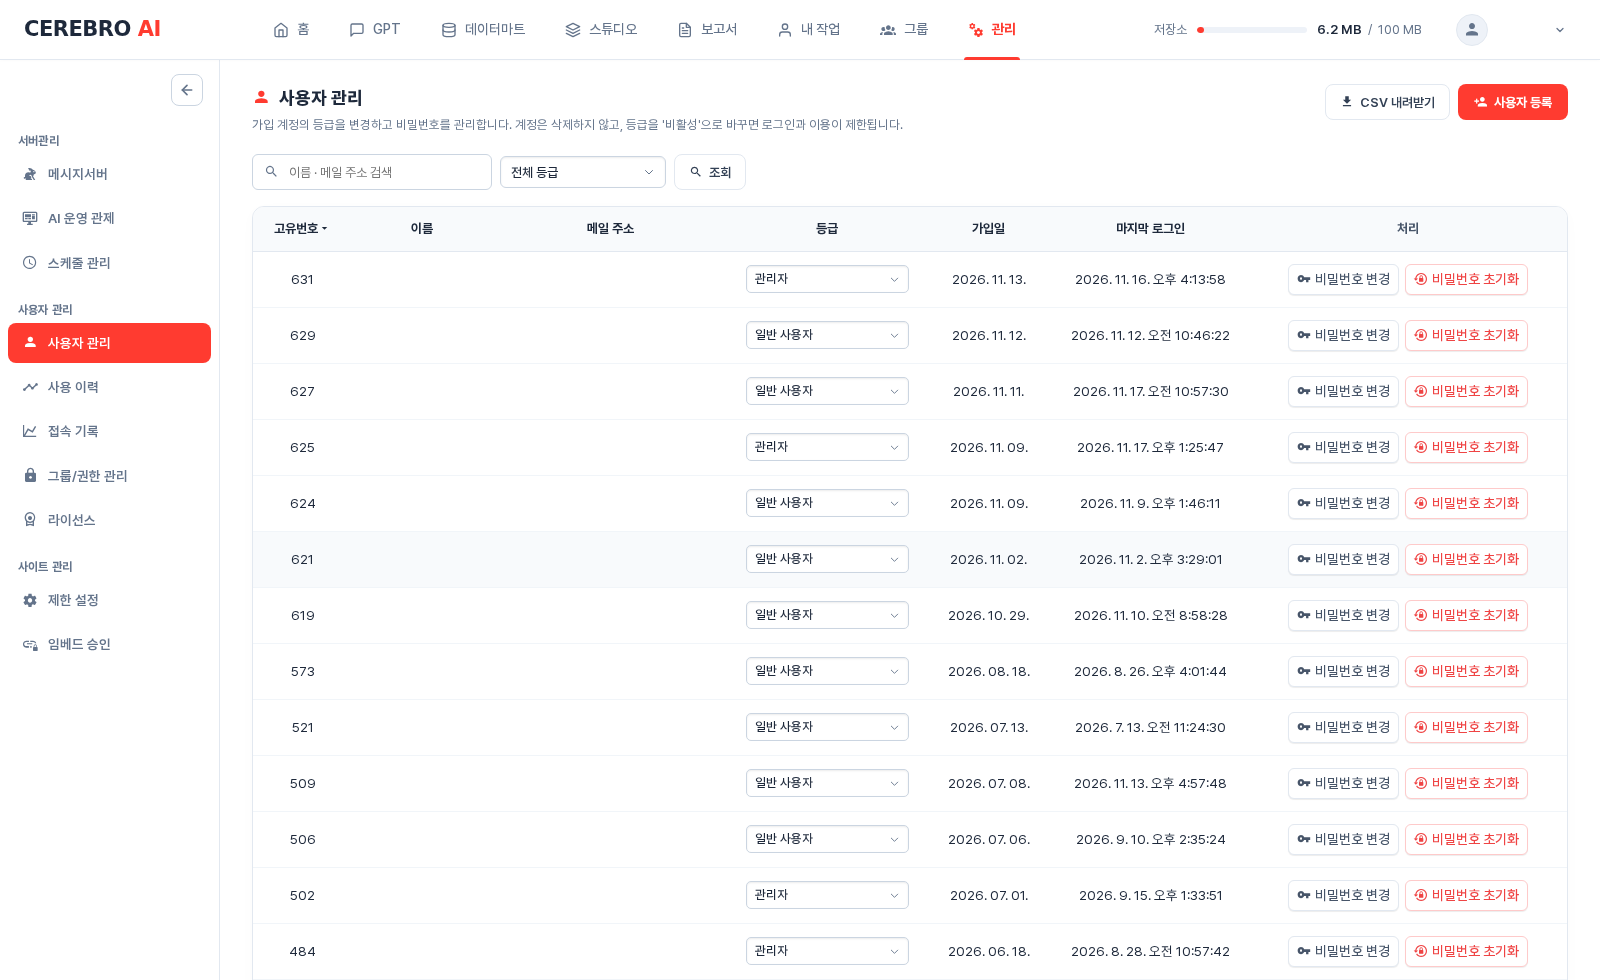 CEREBRO AI
홈
GPT
데이터마트
스튜디오
보고서
내 작업
그룹
관리
저장소
6.2 MB / 100 MB
서버관리
메시지서버
AI 운영 관제
스케줄 관리
사용자 관리
사용자 관리
사용 이력
접속 기록
그룹/권한 관리
라이선스
사이트 관리
제한 설정
임베드 승인
사용자 관리
가입 계정의 등급을 변경하고 비밀번호를 관리합니다. 계정은 삭제하지 않고, 등급을 '비활성'으로 바꾸면 로그인과 이용이 제한됩니다.
CSV 내려받기
사용자 등록
이름 · 메일 주소 검색
전체 등급
조회
고유번호 이름 메일 주소 등급 가입일 마지막 로그인 처리
631 관리자 2026. 11. 13. 2026. 11. 16. 오후 4:13:58 비밀번호 변경 비밀번호 초기화
629 일반 사용자 2026. 11. 12. 2026. 11. 12. 오전 10:46:22 비밀번호 변경 비밀번호 초기화
627 일반 사용자 2026. 11. 11. 2026. 11. 17. 오전 10:57:30 비밀번호 변경 비밀번호 초기화
625 관리자 2026. 11. 09. 2026. 11. 17. 오후 1:25:47 비밀번호 변경 비밀번호 초기화
624 일반 사용자 2026. 11. 09. 2026. 11. 9. 오후 1:46:11 비밀번호 변경 비밀번호 초기화
621 일반 사용자 2026. 11. 02. 2026. 11. 2. 오후 3:29:01 비밀번호 변경 비밀번호 초기화
619 일반 사용자 2026. 10. 29. 2026. 11. 10. 오전 8:58:28 비밀번호 변경 비밀번호 초기화
573 일반 사용자 2026. 08. 18. 2026. 8. 26. 오후 4:01:44 비밀번호 변경 비밀번호 초기화
521 일반 사용자 2026. 07. 13. 2026. 7. 13. 오전 11:24:30 비밀번호 변경 비밀번호 초기화
509 일반 사용자 2026. 07. 08. 2026. 11. 13. 오후 4:57:48 비밀번호 변경 비밀번호 초기화
506 일반 사용자 2026. 07. 06. 2026. 9. 10. 오후 2:35:24 비밀번호 변경 비밀번호 초기화
502 관리자 2026. 07. 01. 2026. 9. 15. 오후 1:33:51 비밀번호 변경 비밀번호 초기화
484 관리자 2026. 06. 18. 2026. 8. 28. 오전 10:57:42 비밀번호 변경 비밀번호 초기화